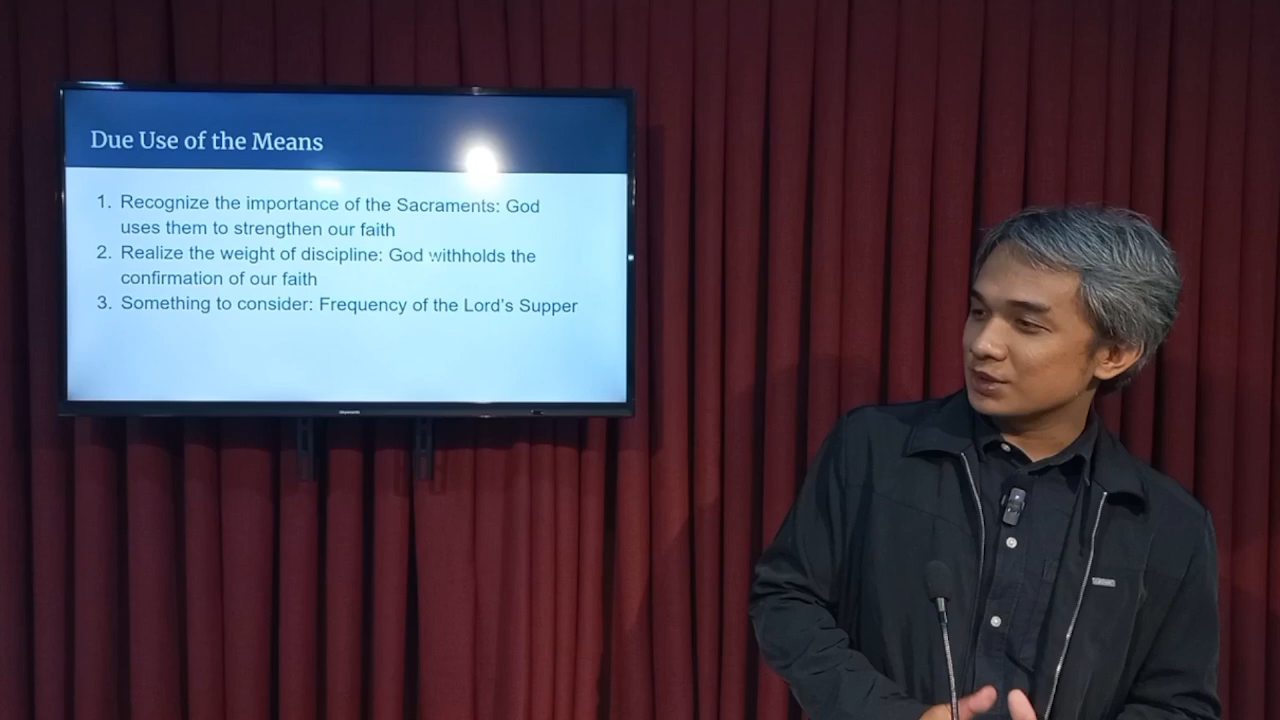 Due Use of the Means
1. Recognize the importance of the Sacraments: God
uses them to strengthen our faith
2. Realize the weight of discipline: God withholds the
confirmation of our faith
3. Something to consider: Frequency of the Lord's Supper